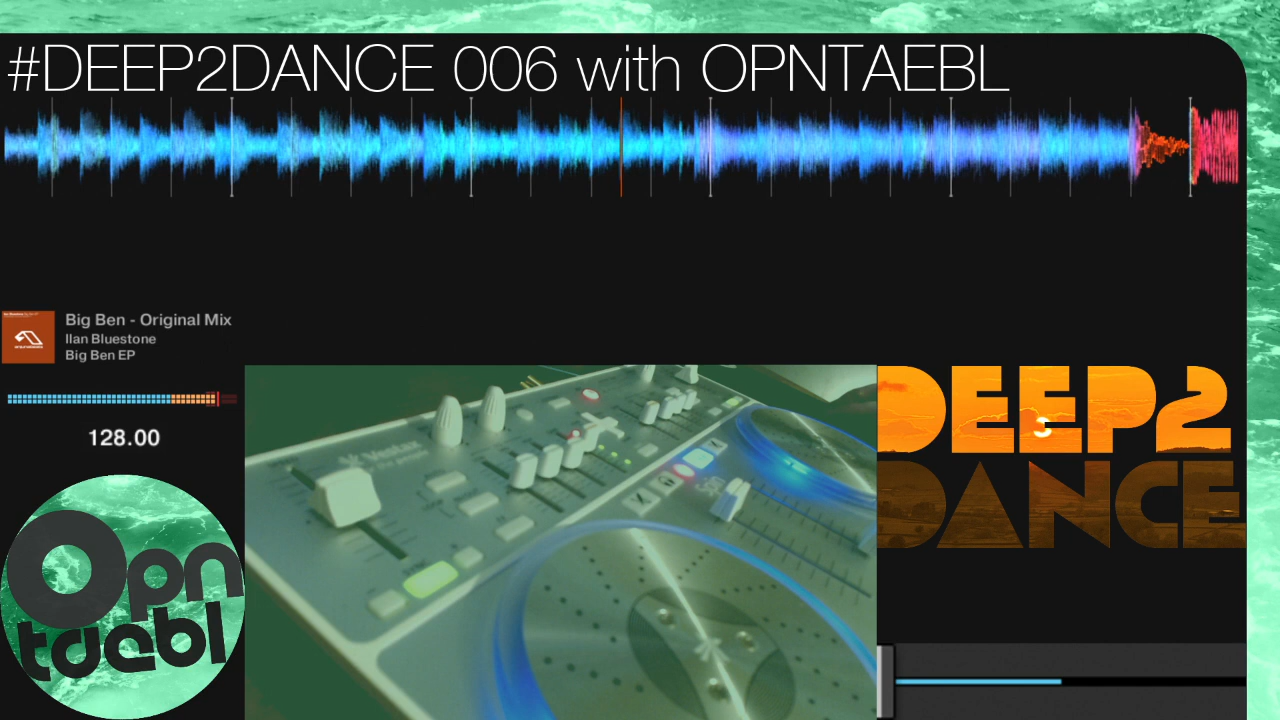 #DEEP2DANCE 006 with OPNTAEBL
Big Ben - Original Mix
Ilan Bluestone
Big Ben EP
128.00
Opn
taebl
DEEP2
DANCE